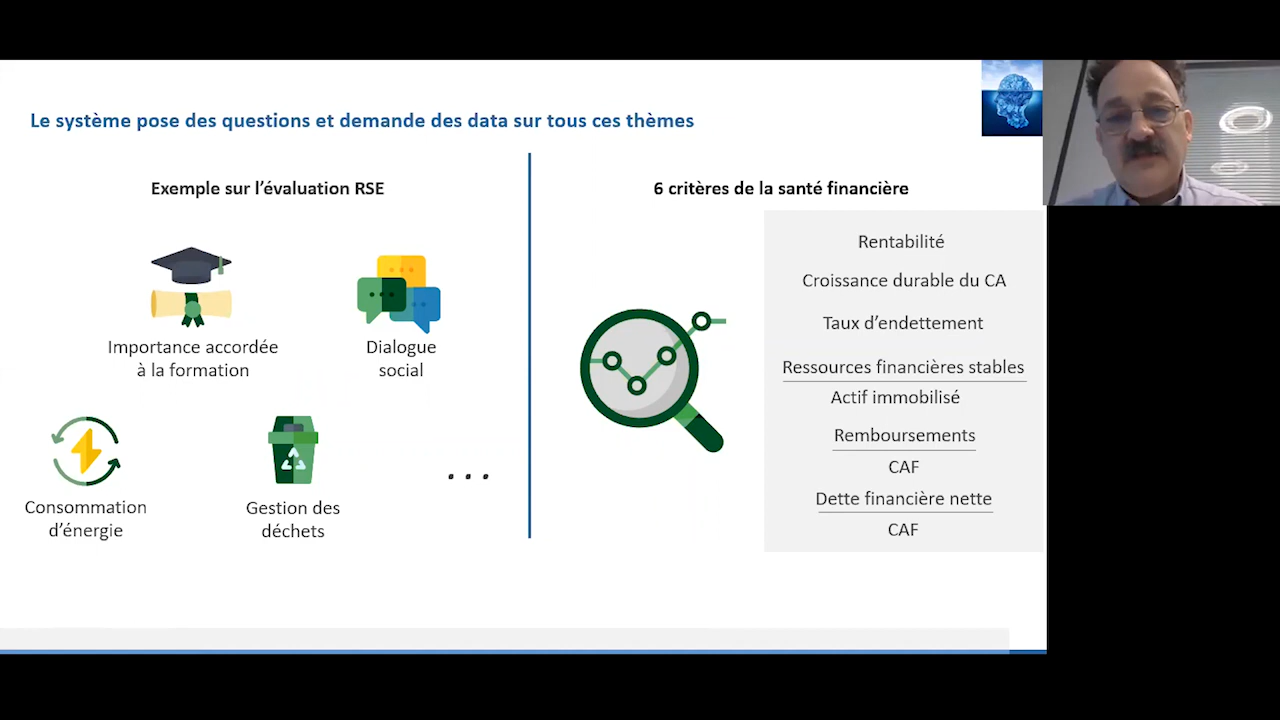 Le système pose des questions et demande des data sur tous ces thèmes
Exemple sur l’évaluation RSE
Importance accordée
à la formation
Dialogue
social
Consommation
d’énergie
Gestion des
déchets
...
6 critères de la santé financière
Rentabilité
Croissance durable du CA
Taux d’endettement
Ressources financières stables
Actif immobilisé
Remboursements
CAF
Dette financière nette
CAF